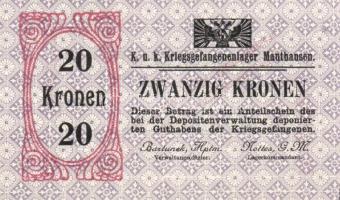 20
Kronen
20
K. u. k. Kriegsgefangenenlager Mauthausen.
ZWANZIG KRONEN
Dieser Betrag ist ein Anteilschein des
bei der Depositenverwaltung deponier-
ten Guthabens der Kriegsgefangenen.
Bartunek, Hptm. Kottes, G. M.
Verwaltungsoffizier. Lagerkommandant.